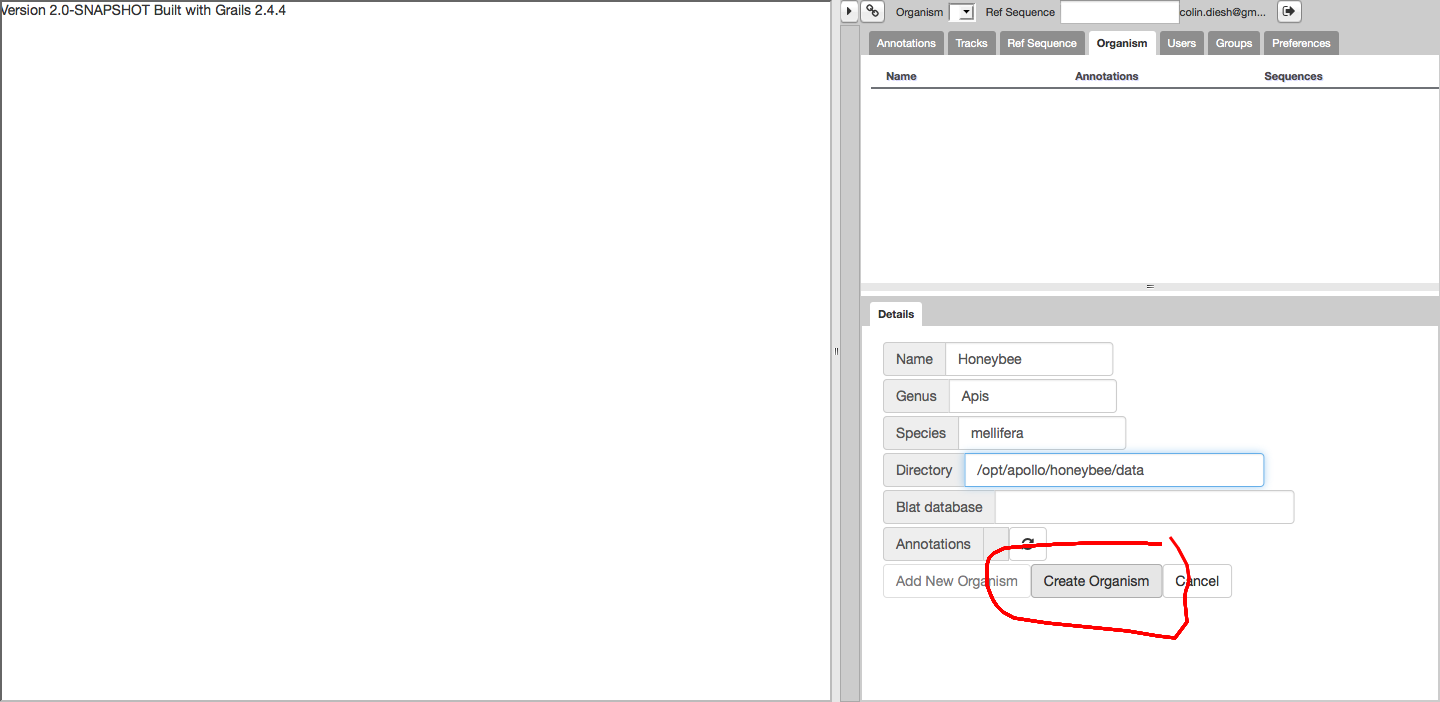 Version 2.0-SNAPSHOT Built with Grails 2.4.4
Organism Ref Sequence colin.diesh@gm...
Annotations Tracks Ref Sequence Organism Users Groups Preferences
Name Annotations Sequences
Details
Name Honeybee
Genus Apis
Species mellifera
Directory /opt/apollo/honeybee/data
Blat database
Annotations
Add New Organism Create Organism Cancel